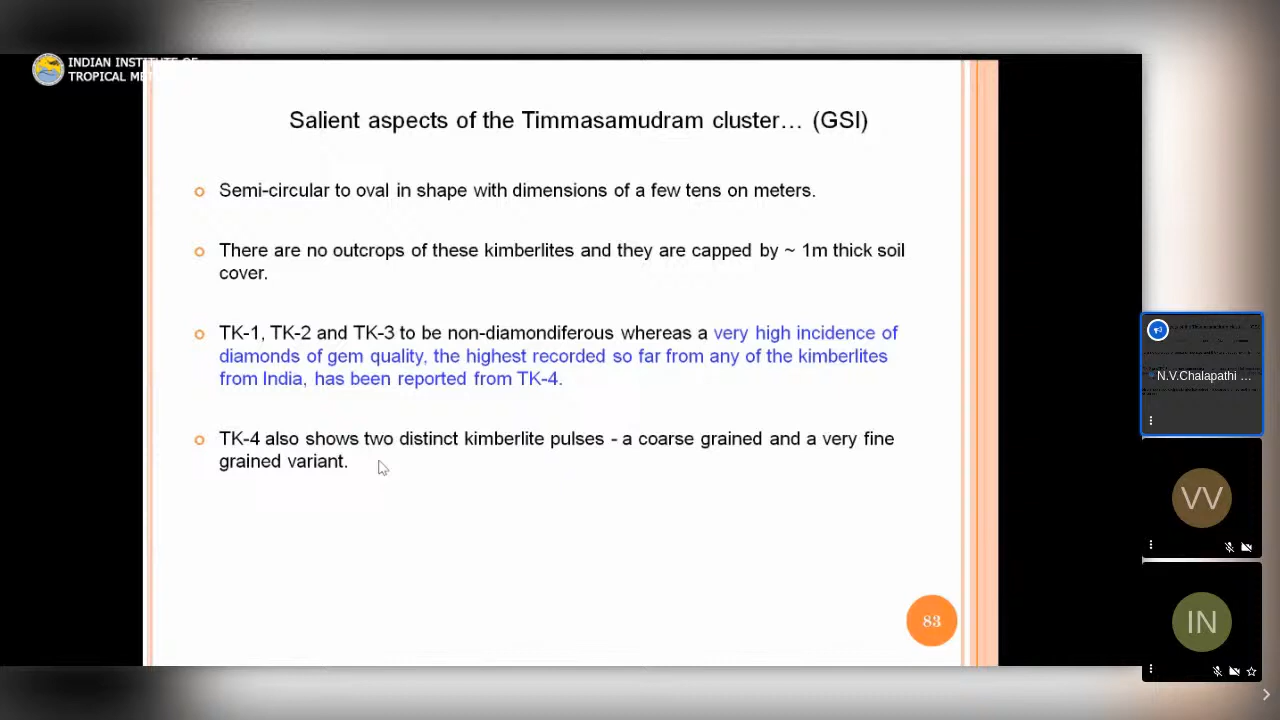 INDIAN INSTITUTE OF
TROPICAL
Salient aspects of the Timmasamudram cluster… (GSI)
Semi-circular to oval in shape with dimensions of a few tens on meters.
There are no outcrops of these kimberlites and they are capped by ~ 1m thick soil
cover.
TK-1, TK-2 and TK-3 to be non-diamondiferous whereas a very high incidence of
diamonds of gem quality, the highest recorded so far from any of the kimberlites
from India, has been reported from TK-4.
TK-4 also shows two distinct kimberlite pulses - a coarse grained and a very fine
grained variant.
83
N.V.Chalapathi ...
VV
IN